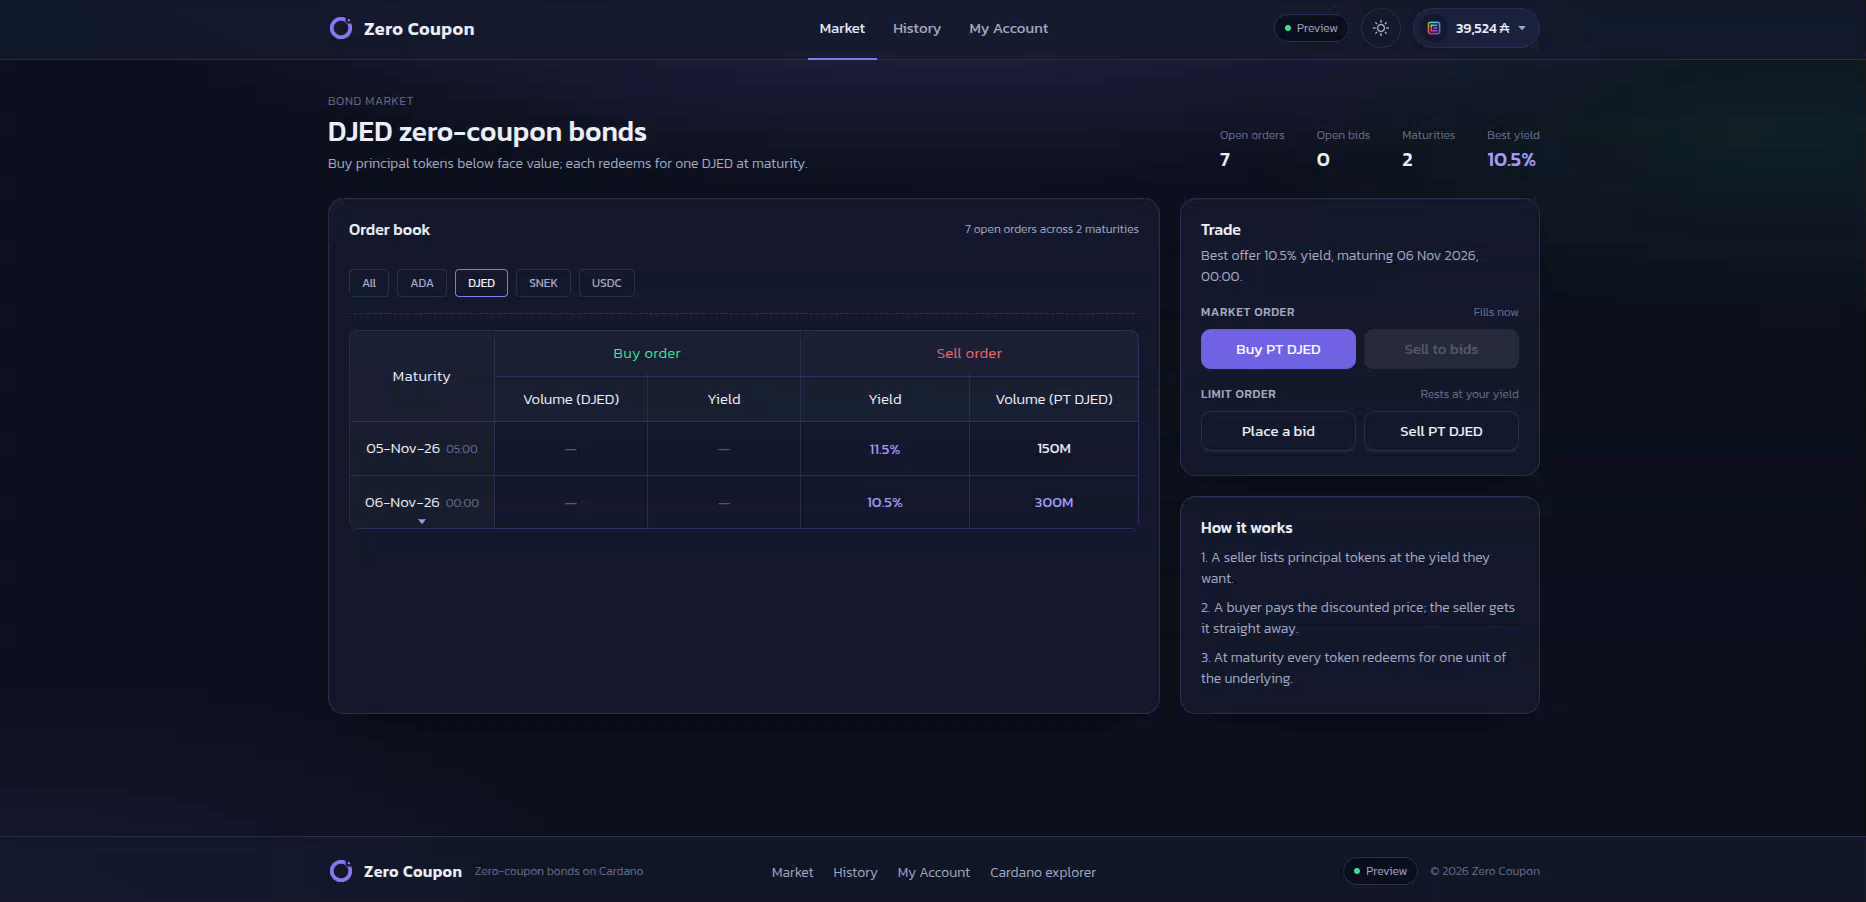 Zero Coupon
Market
History
My Account
Preview
39,524 ₳
BOND MARKET
DJED zero-coupon bonds
Buy principal tokens below face value; each redeems for one DJED at maturity.
Open orders
7
Open bids
0
Maturities
2
Best yield
10.5%
Order book
7 open orders across 2 maturities
All
ADA
DJED
SNEK
USDC
Maturity
Buy order
Sell order
Volume (DJED)
Yield
Yield
Volume (PT DJED)
05-Nov-26 05:00
—
—
11.5%
150M
06-Nov-26 00:00
—
—
10.5%
300M
Trade
Best offer 10.5% yield, maturing 06 Nov 2026,
00:00.
MARKET ORDER
Fills now
Buy PT DJED
Sell to bids
LIMIT ORDER
Rests at your yield
Place a bid
Sell PT DJED
How it works
1. A seller lists principal tokens at the yield they
want.
2. A buyer pays the discounted price; the seller gets
it straight away.
3. At maturity every token redeems for one unit of
the underlying.
Zero Coupon
Zero-coupon bonds on Cardano
Market
History
My Account
Cardano explorer
Preview
© 2026 Zero Coupon